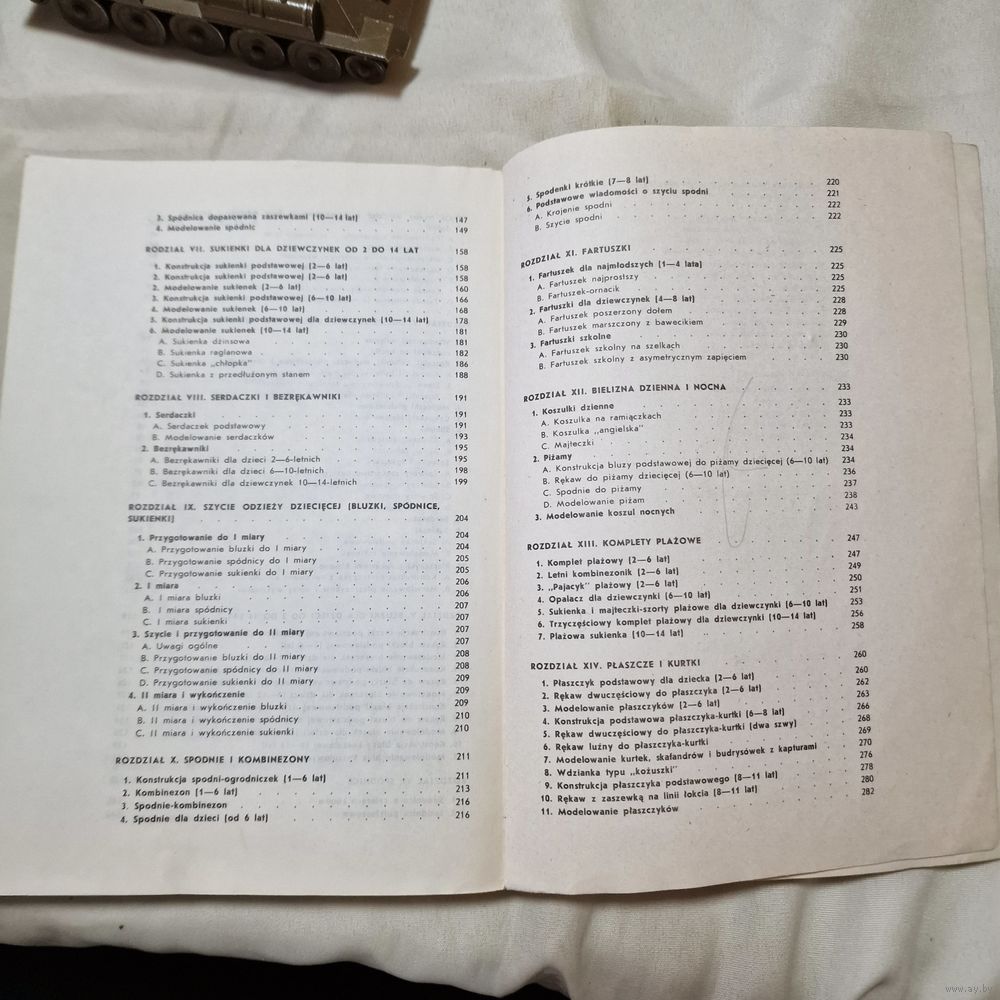 3. Spódnica dopasowana zaszewkami (10—14 lat) 147
4. Modelowanie spódnic 149
RODZIAŁ VII. SUKIENKI DLA DZIEWCZYNEK OD 2 DO 14 LAT 158
1. Konstrukcja sukienki podstawowej (2—6 lat) 158
2. Konstrukcja sukienki podstawowej (2—6 lat) 158
2. Modelowanie sukienek (2—6 lat) 160
3. Konstrukcja sukienki podstawowej (6—10 lat) 166
4. Modelowanie sukienek (6—10 lat) 168
5. Konstrukcja sukienki podstawowej dla dziewczynek (10—14 lat) 178
6. Modelowanie sukienek (10—14 lat) 181
A. Sukienka dżinsowa 181
B. Sukienka raglanowa 182
C. Sukienka „chłopka” 186
D. Sukienka z przedłużonym stanem 188
ROZDZIAŁ VIII. SERDACZKI I BEZRĘKAWNIKI 191
1. Serdaczki 191
A. Serdaczek podstawowy 191
B. Modelowanie serdaczków 193
2. Bezrękawniki 195
A. Bezrękawniki dla dzieci 2—6-letnich 195
B. Bezrękawniki dla dzieci 6—10-letnich 198
C. Bezrękawniki dla dziewczynek 10—14-letnich 199
ROZDZIAŁ IX. SZYCIE ODZIEŻY DZIECIĘCEJ (BLUZKI, SPÓDNICE,
SUKIENKI) 204
1. Przygotowanie do I miary 204
A. Przygotowanie bluzki do I miary 204
B. Przygotowanie spódnicy do I miary 205
C. Przygotowanie sukienki do I miary 205
2. I miara 206
A. I miara bluzki 206
B. I miara spódnicy 207
C. I miara sukienki 207
3. Szycie i przygotowanie do II miary 207
A. Uwagi ogólne 207
B. Przygotowanie bluzki do II miary 208
C. Przygotowanie spódnicy do II miary 208
D. Przygotowanie sukienki do II miary 209
4. II miara i wykończenie 209
A. II miara i wykończenie bluzki 209
B. II miara i wykończenie spódnicy 210
C. II miara i wykończenie sukienki 210
ROZDZIAŁ X. SPODNIE I KOMBINEZONY 211
1. Konstrukcja spodni-ogrodniczek (1—6 lat) 211
2. Kombinezon (1—6 lat) 213
3. Spodnie-kombinezon 216
4. Spodnie dla dzieci (od 6 lat) 216
5. Spodenki krótkie (7—8 lat) 220
6. Podstawowe wiadomości o szyciu spodni 221
A. Krojenie spodni 222
B. Szycie spodni 222
ROZDZIAŁ XI. FARTUSZKI 225
1. Fartuszek dla najmłodszych (1—4 lata) 225
A. Fartuszek najprostszy 225
B. Fartuszek-ornacik 225
2. Fartuszki dla dziewczynek (4—8 lat) 228
A. Fartuszek poszerzony dołem 228
B. Fartuszek marszczony z bawecikiem 229
3. Fartuszki szkolne 230
A. Fartuszek szkolny na szelkach 230
B. Fartuszek szkolny z asymetrycznym zapięciem 230
ROZDZIAŁ XII. BIELIZNA DZIENNA I NOCNA 233
1. Koszulki dzienne 233
A. Koszulka na ramiączkach 233
B. Koszulka „angielska” 233
C. Majteczki 234
2. Piżamy 234
A. Konstrukcja bluzy podstawowej do piżamy dziecięcej (6—10 lat) 234
B. Rękaw do piżamy dziecięcej (6—10 lat) 236
C. Spodnie do piżamy 237
D. Modelowanie piżam 238
3. Modelowanie koszul nocnych 243
ROZDZIAŁ XIII. KOMPLETY PLAŻOWE 247
1. Komplet plażowy (2—6 lat) 247
2. Letni kombinezonik (2—6 lat) 249
3. „Pajacyk” plażowy (2—6 lat) 250
4. Opalacz dla dziewczynki (6—10 lat) 251
5. Sukienka i majteczki-szorty plażowe dla dziewczynki (6—10 lat) 253
6. Trzyczęściowy komplet plażowy dla dziewczynki (10—14 lat) 256
7. Plażowa sukienka (10—14 lat) 258
ROZDZIAŁ XIV. PŁASZCZE I KURTKI 260
1. Płaszczyk podstawowy dla dziecka (2—6 lat) 260
2. Rękaw dwuczęściowy do płaszczyka (2—6 lat) 262
3. Modelowanie płaszczyków (2—6 lat) 263
4. Konstrukcja podstawowa płaszczyka-kurtki (6—8 lat) 266
5. Rękaw dwuczęściowy do płaszczyka-kurtki (dwa szwy) 268
6. Rękaw luźny do płaszczyka-kurtki 269
7. Modelowanie kurtek, skafandrów i budrysówek z kapturami 270
8. Wdzianka typu „kożuszki” 276
9. Konstrukcja płaszczyka podstawowego (8—11 lat) 278
10. Rękaw z zaszewką na linii łokcia (8—11 lat) 280
11. Modelowanie płaszczyków 282
www.ay.by